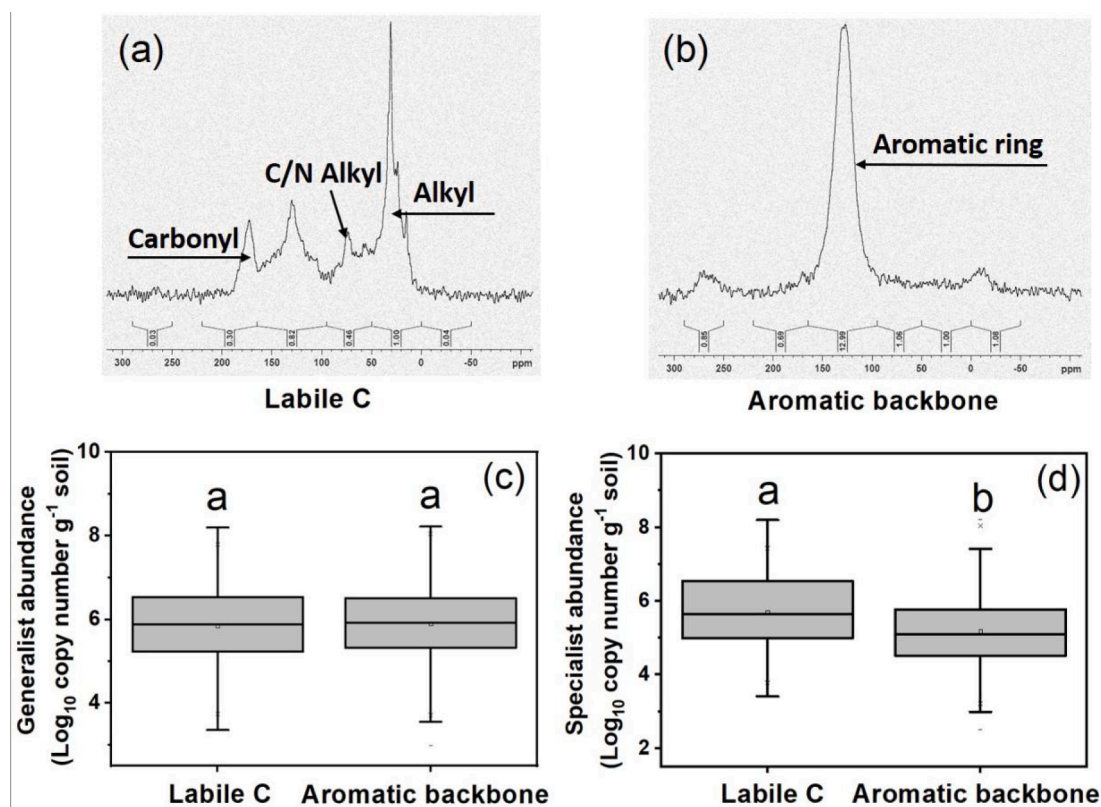 (a)
Carbonyl
C/N Alkyl
Alkyl
0.03 0.30 0.82 0.46 1.00 0.04
300 250 200 150 100 50 0 -50 ppm
Labile C
(b)
Aromatic ring
0.85 0.69 12.99 1.06 1.00 1.08
300 250 200 150 100 50 0 -50 ppm
Aromatic backbone
(c)
Generalist abundance
(Log10 copy number g-1 soil)
10
8
6
4
a a
Labile C Aromatic backbone
(d)
Specialist abundance
(Log10 copy number g-1 soil)
10
8
6
4
2
a b
Labile C Aromatic backbone